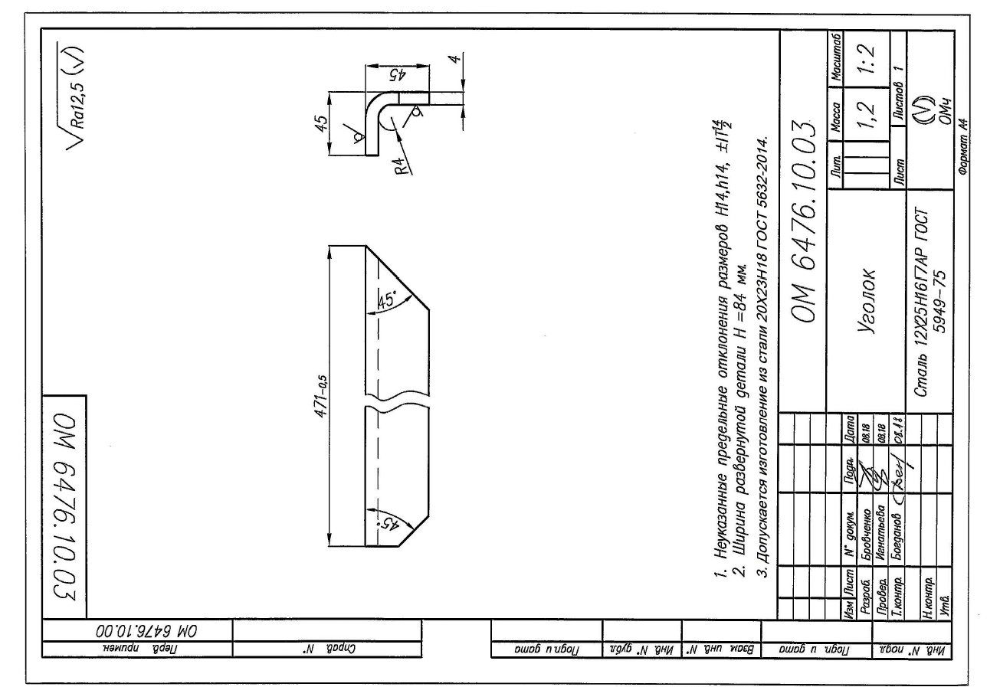 ОМ 6476.10.03
√Ra12,5 (√)
45
45
4
R4
471-0,5
45°
45°
1. Неуказанные предельные отклонения размеров H14,h14, ±IT14/2
2. Ширина развернутой детали H =84 мм.
3. Допускается изготовление из стали 20Х23Н18 ГОСТ 5632-2014.
ОМ 6476.10.03
Изм Лист N° докум. Подп. Дата
Разраб. Бровченко 08.18
Провер. Игнатьева 08.18
Т.контр. Богданов 08.18
Н.контр.
Утв.
Уголок
Лит. Масса Масштаб
1,2 1:2
Лист Листов 1
Сталь 12Х25Н16Г7АР ГОСТ
5949-75
ОМч
Формат А4
Перв. примен.
ОМ 6476.10.00
Справ. N°
Подп. и дата
Инв. N° дубл.
Взам. инв. N°
Подп. и дата
Инв. N° подл.